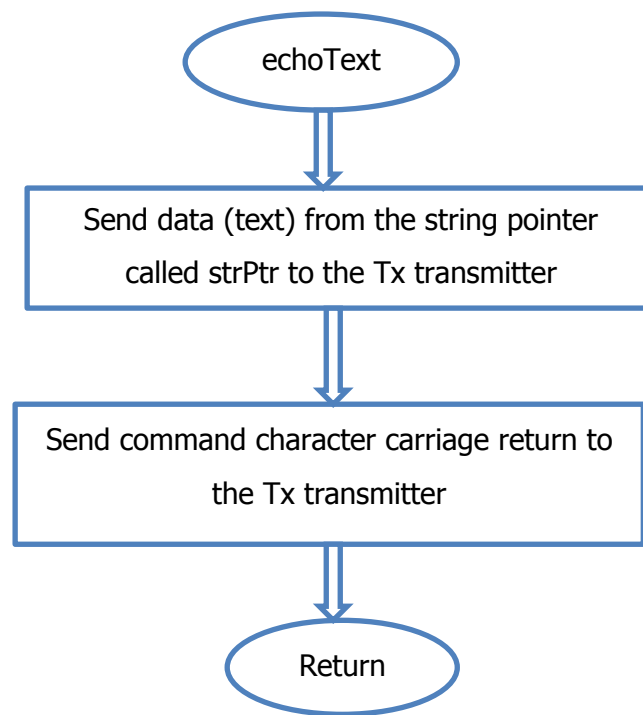 echoText
Send data (text) from the string pointer
called strPtr to the Tx transmitter
Send command character carriage return to
the Tx transmitter
Return